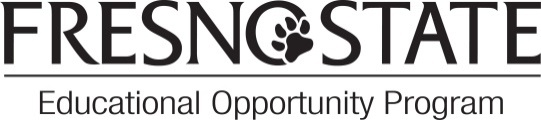 FRESNO STATE
Educational Opportunity Program